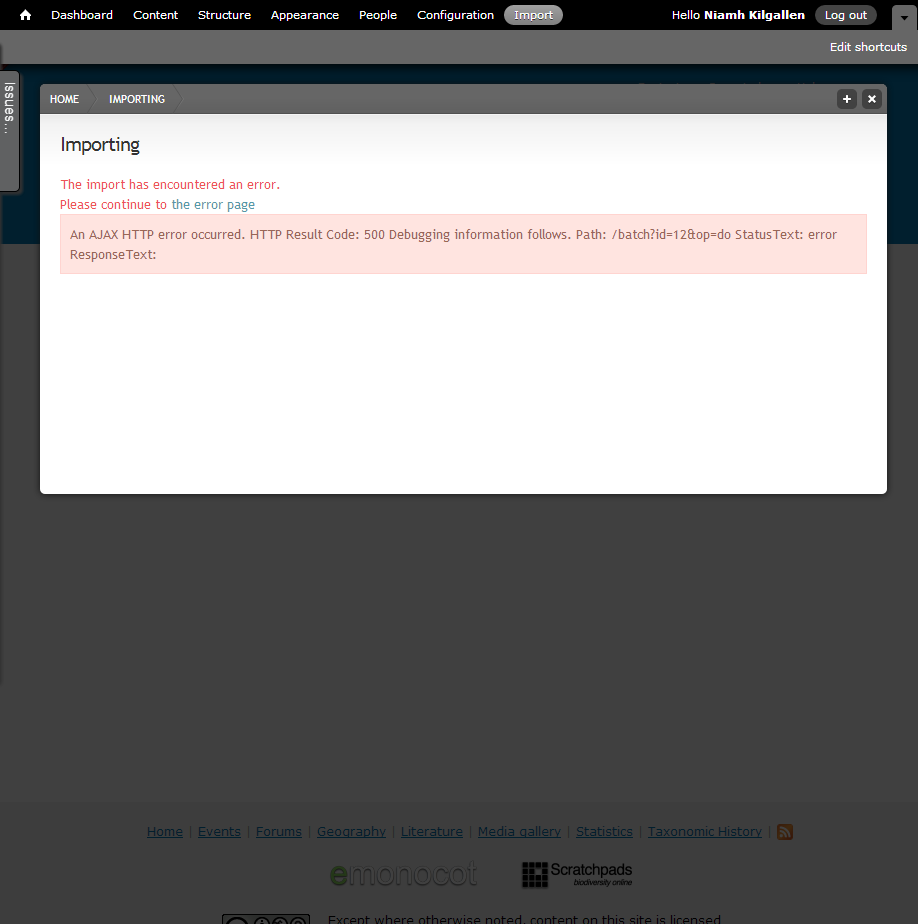 Dashboard Content Structure Appearance People Configuration Import Hello Niamh Kilgallen Log out
Edit shortcuts
Issues...
HOME IMPORTING
Importing
The import has encountered an error.
Please continue to the error page
An AJAX HTTP error occurred. HTTP Result Code: 500 Debugging information follows. Path: /batch?id=12&top=do StatusText: error
ResponseText:
Home | Events | Forums | Geography | Literature | Media gallery | Statistics | Taxonomic History |
emonocot Scratchpads
biodiversity online
Except where otherwise noted, content on this site is licensed